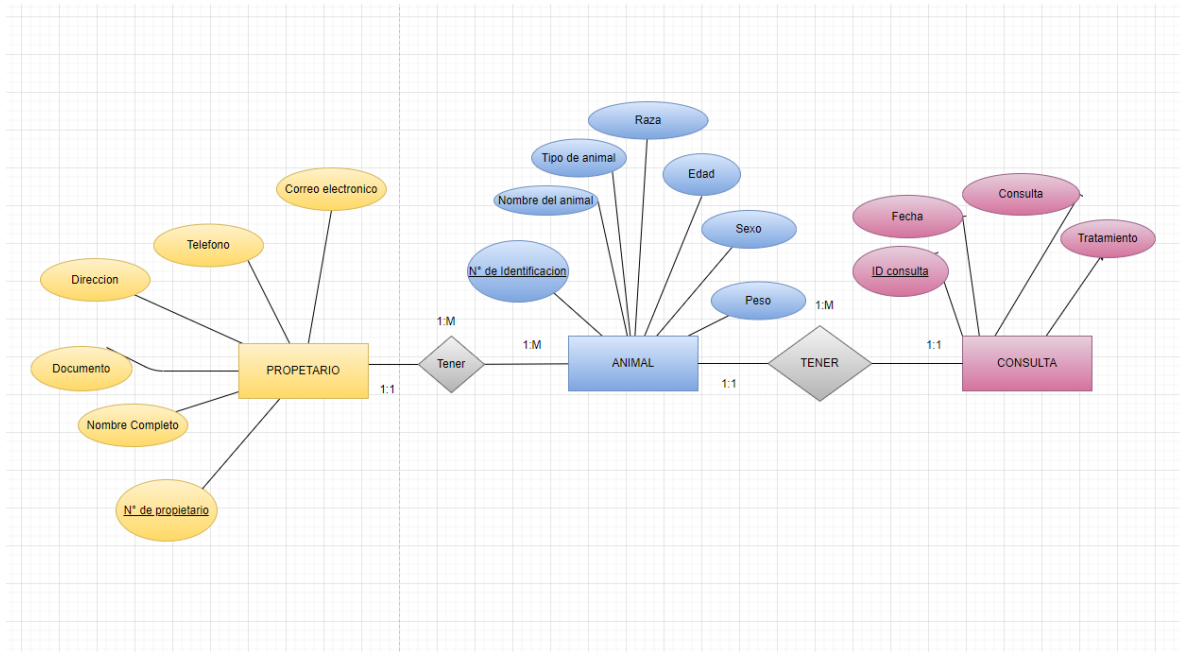 Raza
Tipo de animal
Edad
Correo electronico
Nombre del animal
Consulta
Fecha
Sexo
Telefono
Tratamiento
N° de Identificacion
ID consulta
Direccion
Peso
1:M
1:M
1:M
1:1
Tener
ANIMAL
TENER
CONSULTA
Documento
PROPETARIO
1:1
1:1
Nombre Completo
N° de propietario